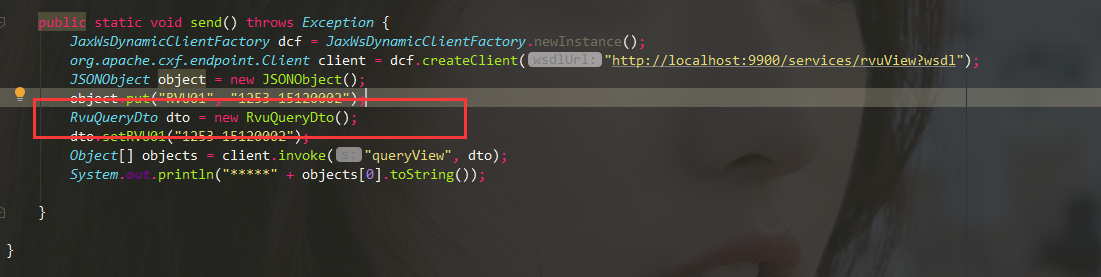 public static void send() throws Exception {
JaxWsDynamicClientFactory dcf = JaxWsDynamicClientFactory.newInstance();
org.apache.cxf.endpoint.Client client = dcf.createClient( wsdlUrl: "http://localhost:9900/services/rvuView?wsdl");
JSONObject object = new JSONObject();
object.put("RVU01", "1253-15120002");
RvuQueryDto dto = new RvuQueryDto();
dto.setRVU01("1253-15120002");
Object[] objects = client.invoke( s: "queryView", dto);
System.out.println("*****" + objects[0].toString());
}
}